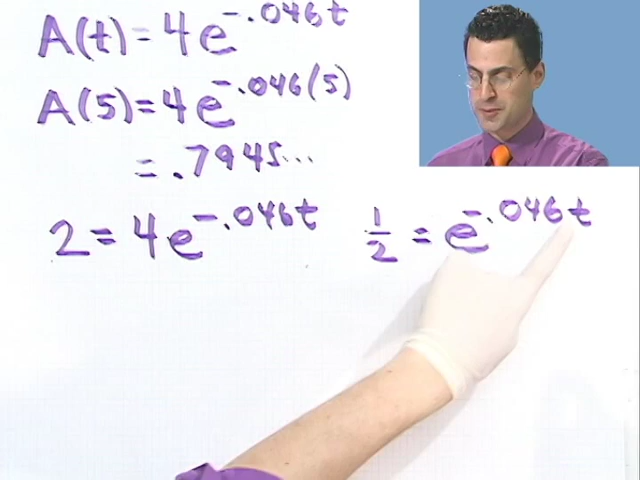 A(t) = 4e^-.046t
A(5) = 4e^-.046(5)
= .7945...
2 = 4e^-.046t
1/2 = e^-.046t